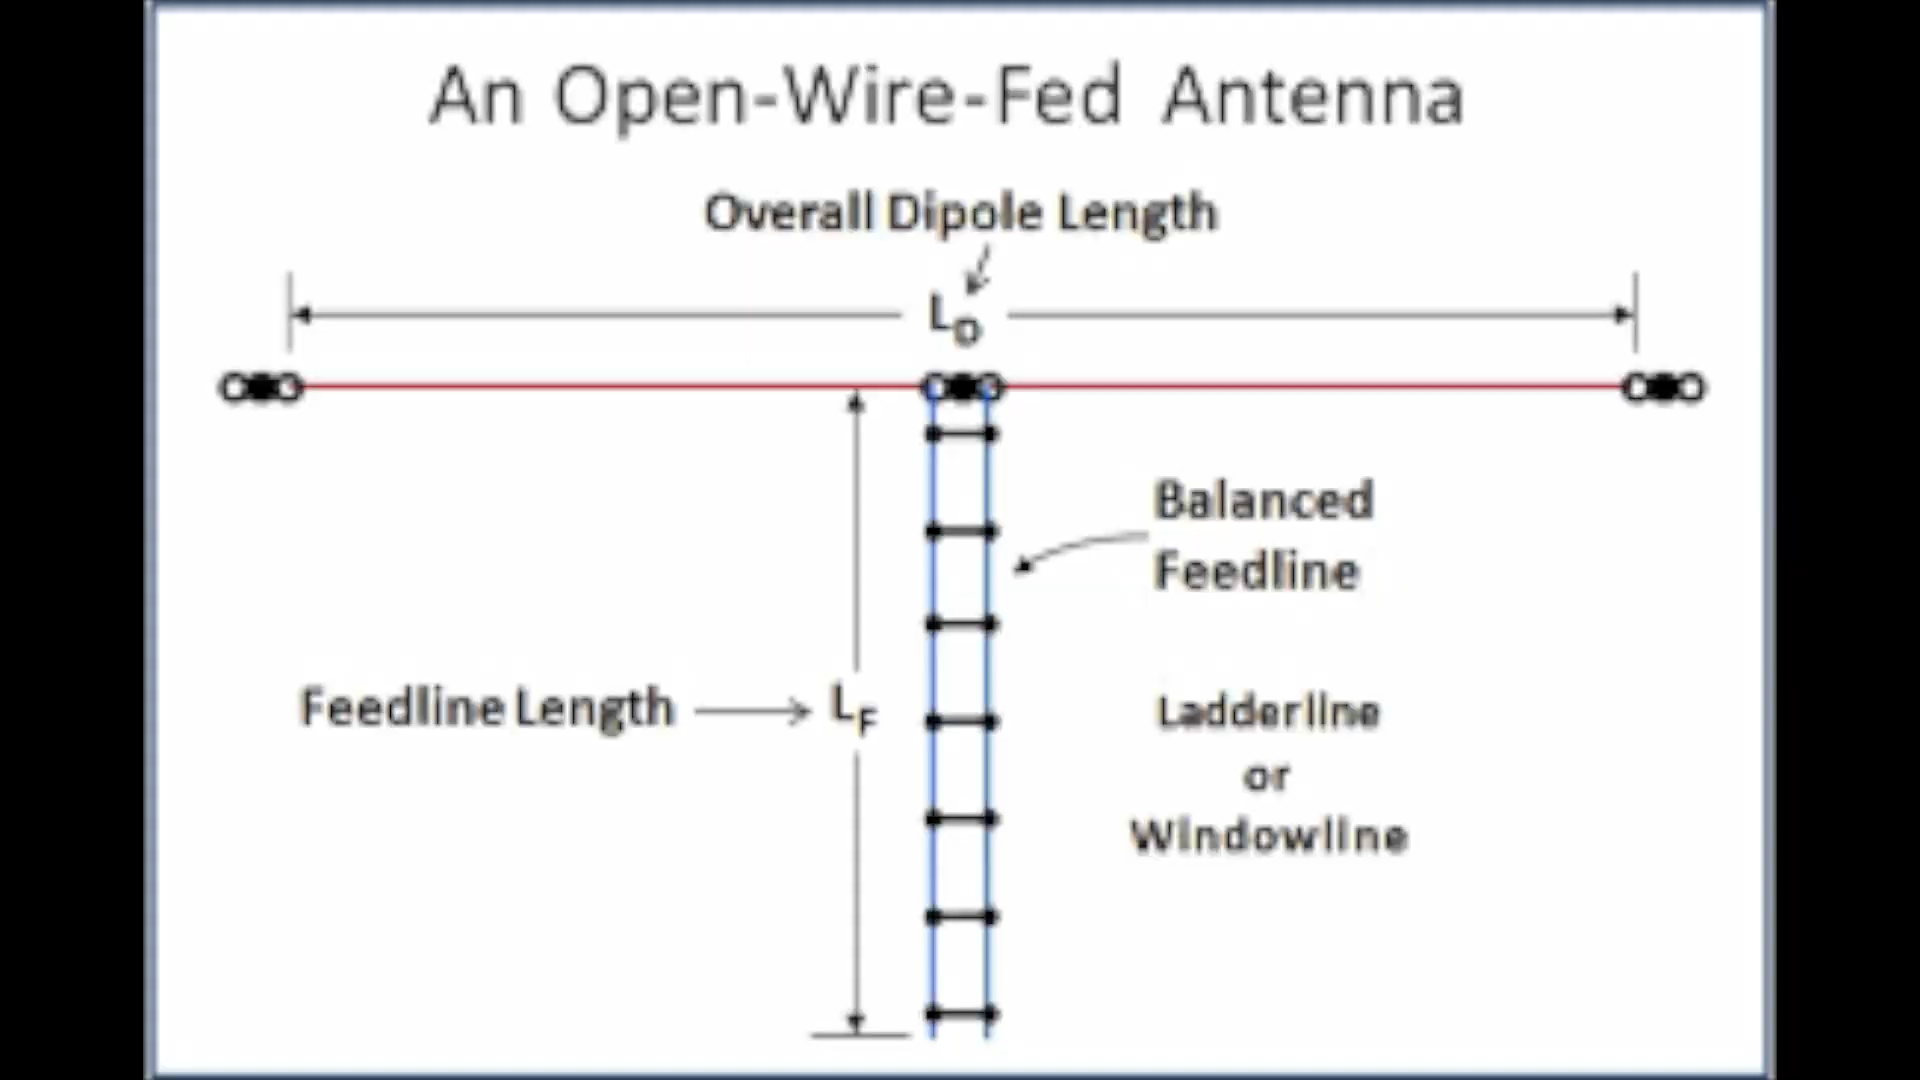 An Open-Wire-Fed Antenna
Overall Dipole Length
LD
Balanced
Feedline
Feedline Length
LF
Ladderline
or
Windowline